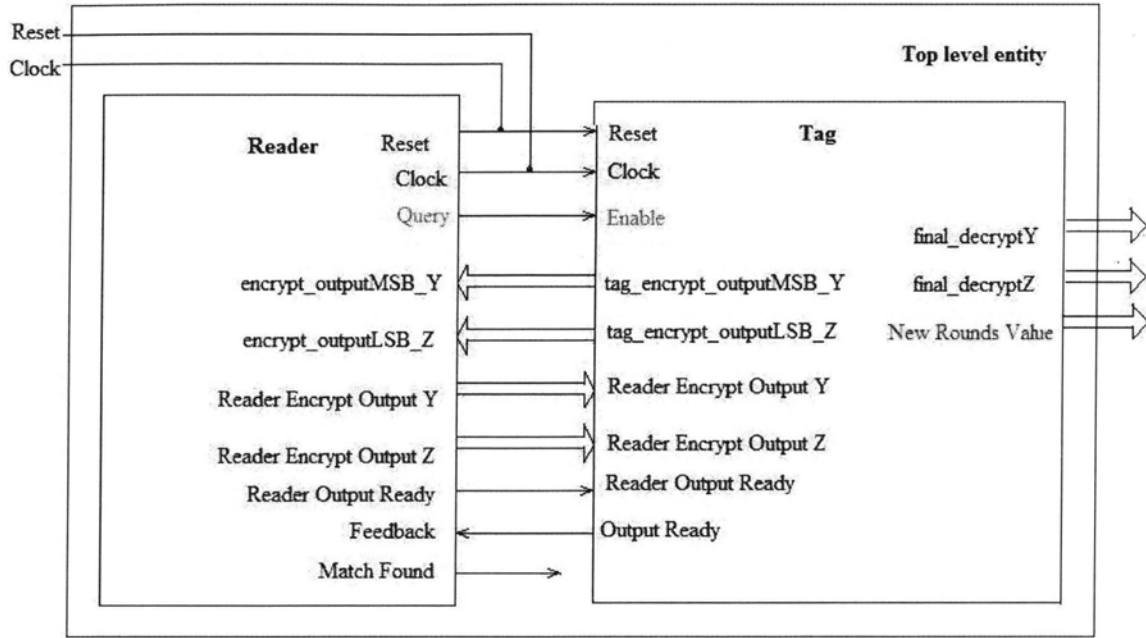 Reset
Clock
Top level entity
Reader
Reset
Clock
Query
encrypt_outputMSB_Y
encrypt_outputLSB_Z
Reader Encrypt Output Y
Reader Encrypt Output Z
Reader Output Ready
Feedback
Match Found
Tag
Reset
Clock
Enable
tag_encrypt_outputMSB_Y
tag_encrypt_outputLSB_Z
Reader Encrypt Output Y
Reader Encrypt Output Z
Reader Output Ready
Output Ready
final_decryptY
final_decryptZ
New Rounds Value